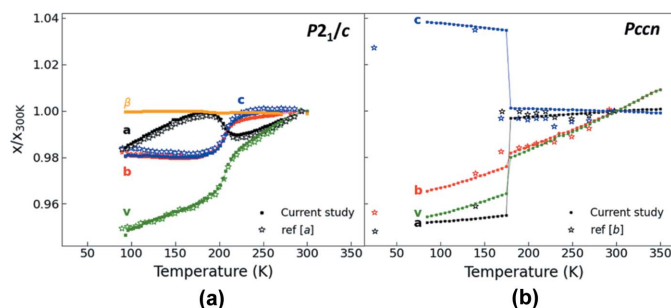 P2₁/c
Pccn
x/x300K
1.04
1.02
1.00
0.98
0.96
β
a
b
c
v
Current study
ref [a]
50 100 150 200 250 300 350
Temperature (K)
(a)
c
b
v
a
Current study
ref [b]
50 100 150 200 250 300 350
Temperature (K)
(b)